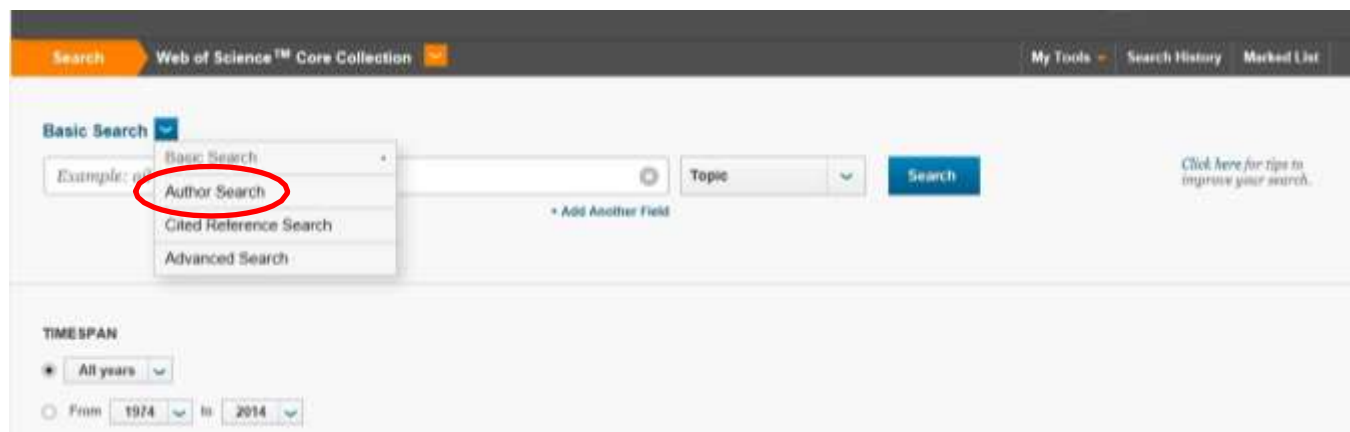 Search Web of Science™ Core Collection My Tools Search History Marked List
Basic Search
Basic Search
Example: Topic Search Click here for tips to
improve your search.
Author Search
+ Add Another Field
Cited Reference Search
Advanced Search
TIMESPAN
All years
From 1974 to 2014